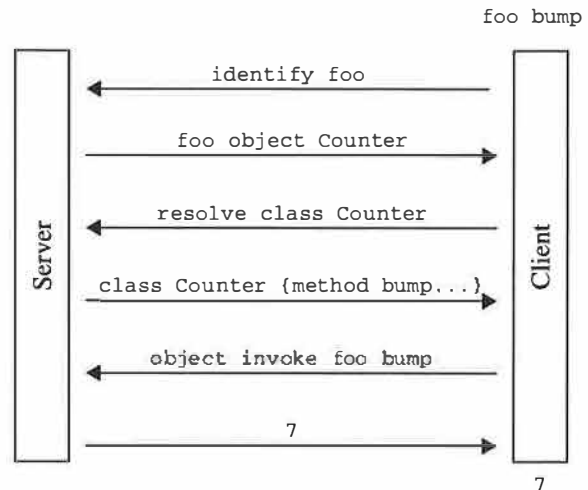 foo bump
identify foo
foo object Counter
resolve class Counter
Server
Client
class Counter {method bump...}
object invoke foo bump
7
7